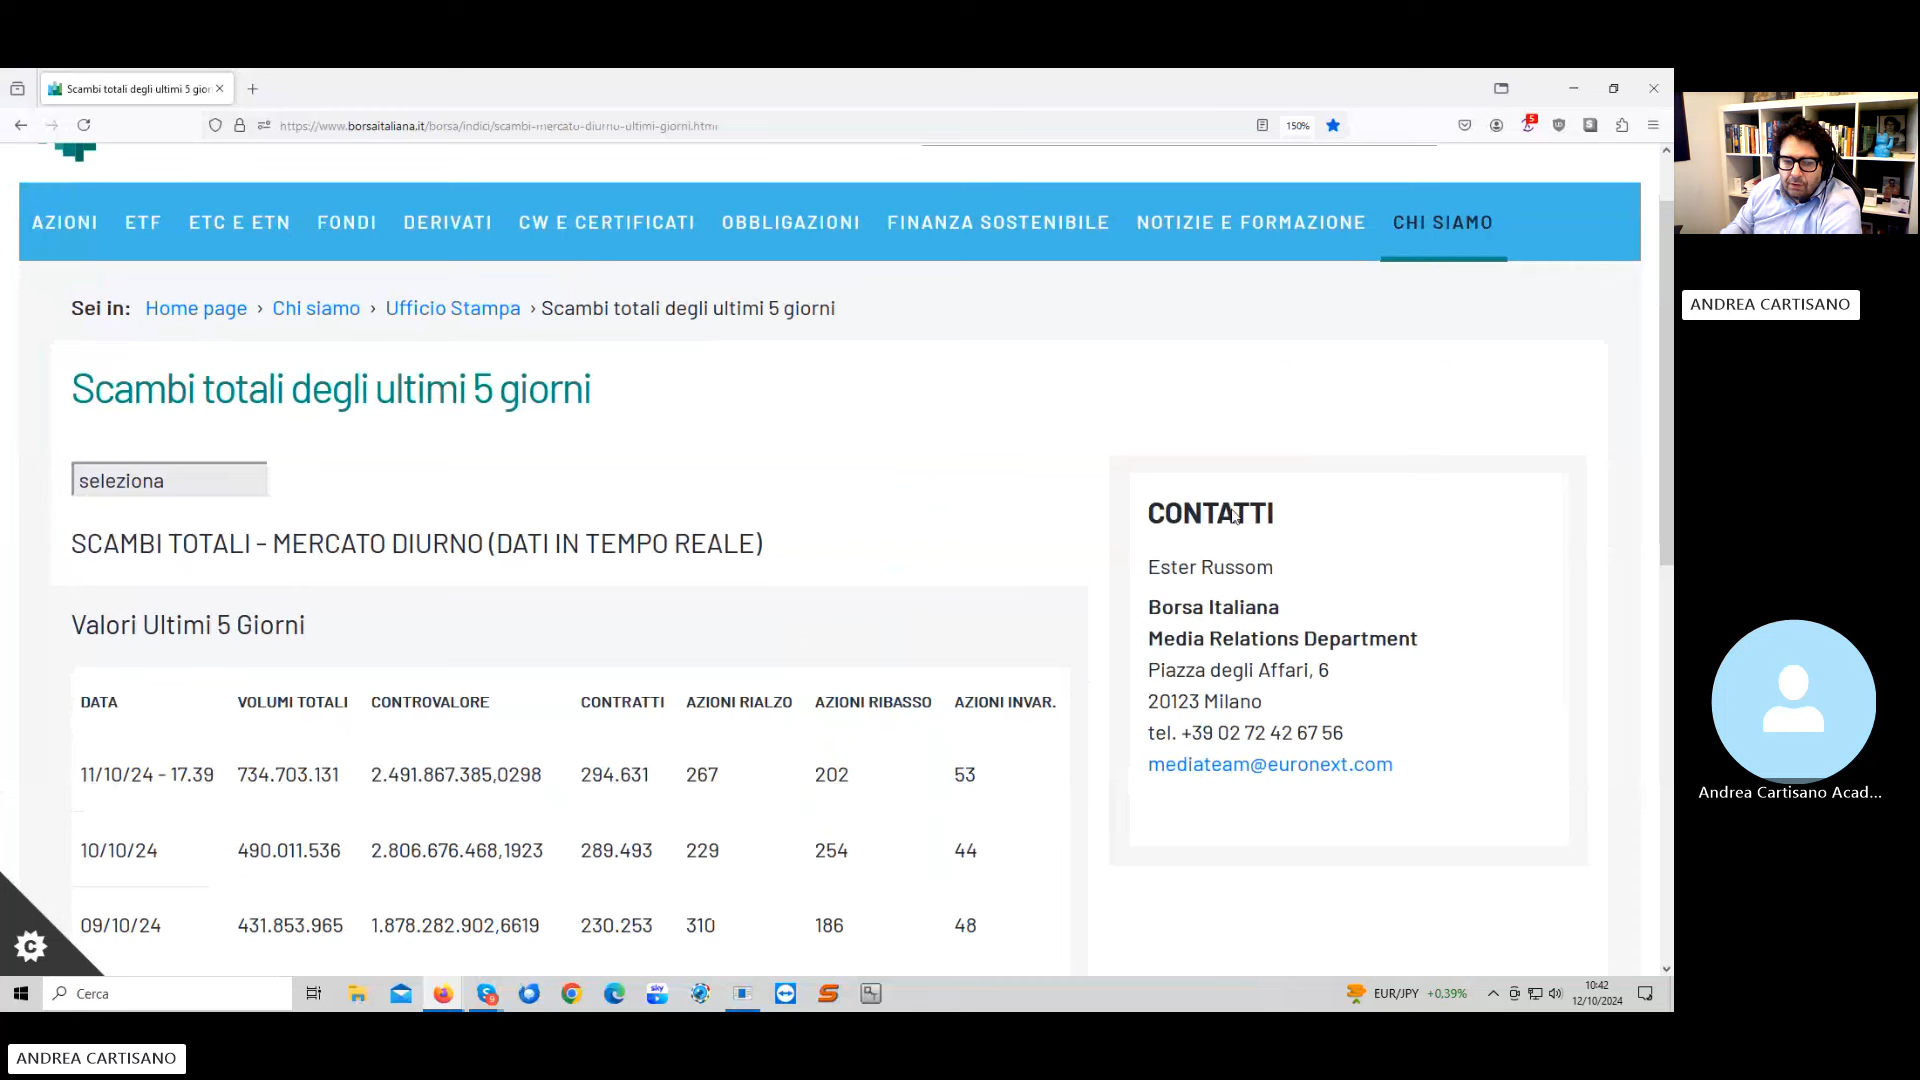 Scambi totali degli ultimi 5 gior
https://www.borsaitaliana.it/borsa/indici/scambi-mercato-diurno-ultimi-giorni.html
150%
5
AZIONI ETF ETC E ETN FONDI DERIVATI CW E CERTIFICATI OBBLIGAZIONI FINANZA SOSTENIBILE NOTIZIE E FORMAZIONE CHI SIAMO
Sei in: Home page › Chi siamo › Ufficio Stampa › Scambi totali degli ultimi 5 giorni
Scambi totali degli ultimi 5 giorni
seleziona
SCAMBI TOTALI - MERCATO DIURNO (DATI IN TEMPO REALE)
Valori Ultimi 5 Giorni
DATA VOLUMI TOTALI CONTROVALORE CONTRATTI AZIONI RIALZO AZIONI RIBASSO AZIONI INVAR.
11/10/24 - 17.39 734.703.131 2.491.867.385,0298 294.631 267 202 53
10/10/24 490.011.536 2.806.676.468,1923 289.493 229 254 44
09/10/24 431.853.965 1.878.282.902,6619 230.253 310 186 48
CONTATTI
Ester Russom
Borsa Italiana
Media Relations Department
Piazza degli Affari, 6
20123 Milano
tel. +39 02 72 42 67 56
mediateam@euronext.com
ANDREA CARTISANO
Andrea Cartisano Acad...
Cerca
sky
EUR/JPY +0,39%
10:42
12/10/2024
ANDREA CARTISANO